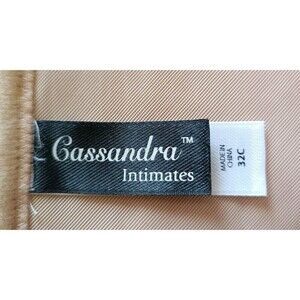 Cassandra™
Intimates
MADE IN
CHINA
32C